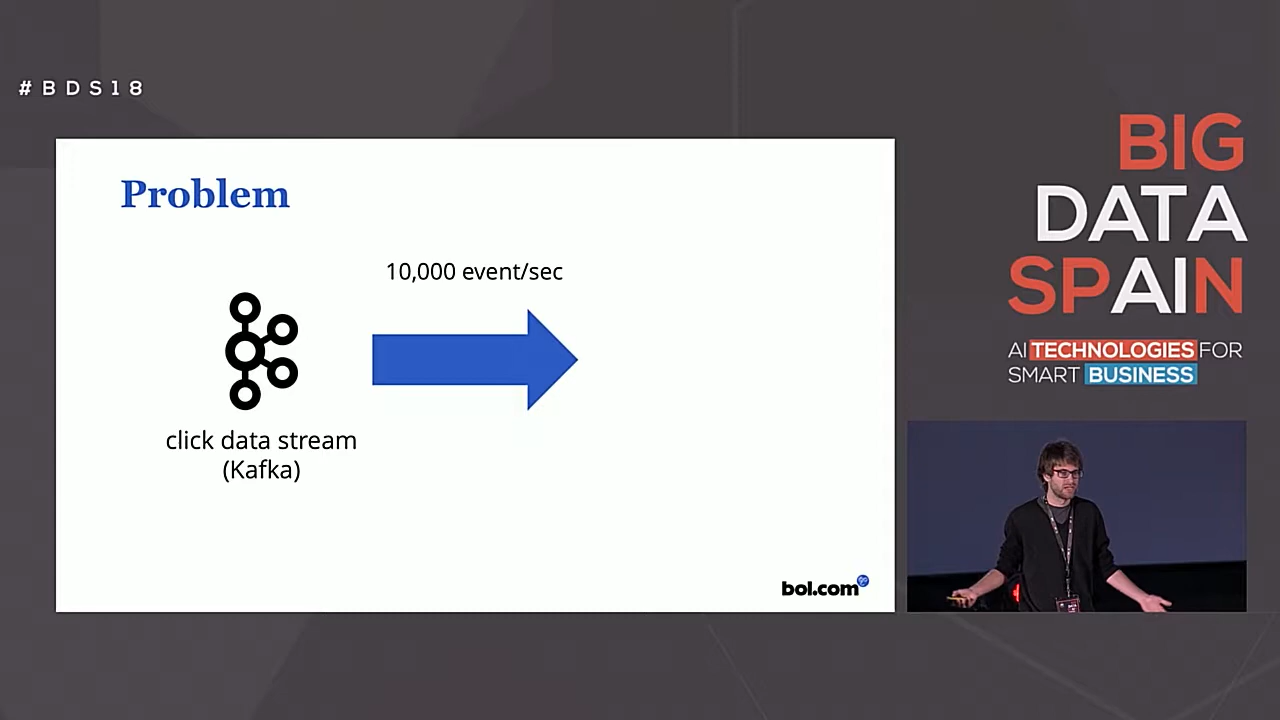 #BDS18
Problem
10,000 event/sec
click data stream
(Kafka)
bol.com
BIG
DATA
SPAIN
AI TECHNOLOGIES FOR
SMART BUSINESS